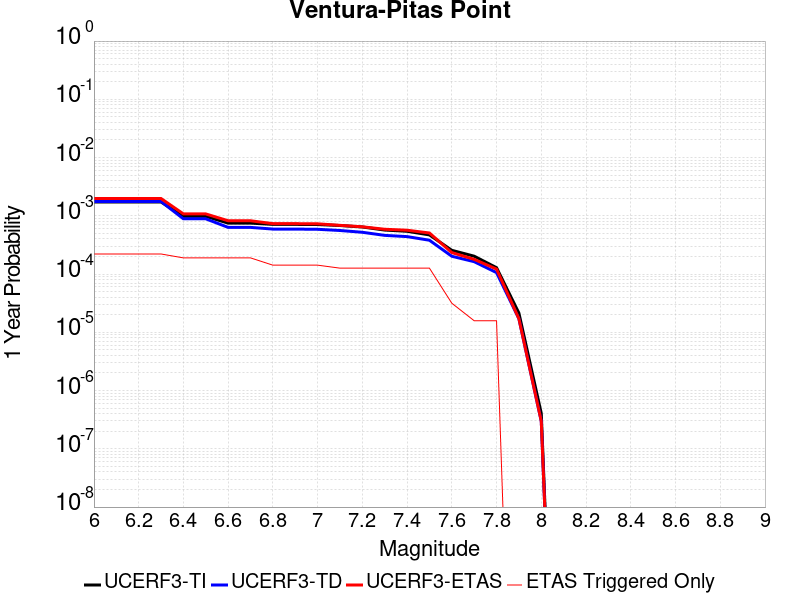 Ventura-Pitas Point
10^0
10^-1
10^-2
10^-3
10^-4
10^-5
10^-6
10^-7
10^-8
1 Year Probability
6 6.2 6.4 6.6 6.8 7 7.2 7.4 7.6 7.8 8 8.2 8.4 8.6 8.8 9
Magnitude
UCERF3-TI UCERF3-TD UCERF3-ETAS ETAS Triggered Only